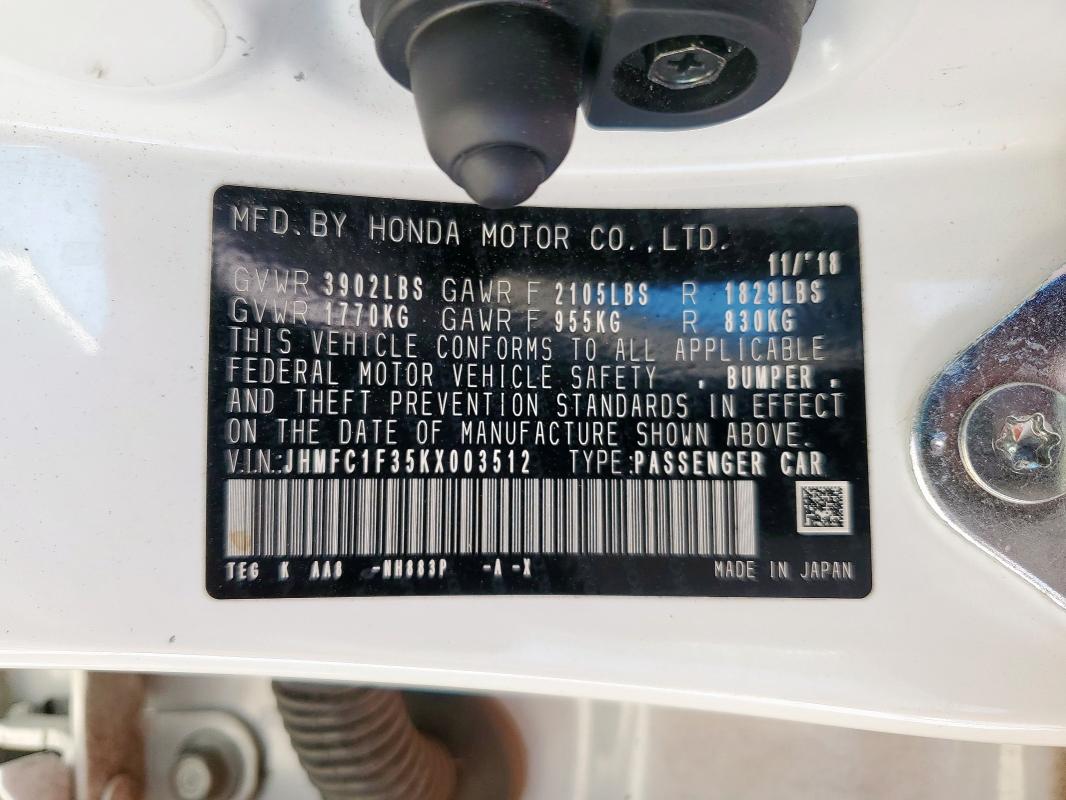 MFD. BY HONDA MOTOR CO., LTD.
11/'18
GVWR 3902LBS GAWR F 2105LBS R 1829LBS
GVWR 1770KG GAWR F 955KG R 830KG
THIS VEHICLE CONFORMS TO ALL APPLICABLE
FEDERAL MOTOR VEHICLE SAFETY , BUMPER ,
AND THEFT PREVENTION STANDARDS IN EFFECT
ON THE DATE OF MANUFACTURE SHOWN ABOVE.
V.I.N.:JHMFC1F35KX003512 TYPE:PASSENGER CAR
TEG K AA8 -NH883P -A -X MADE IN JAPAN